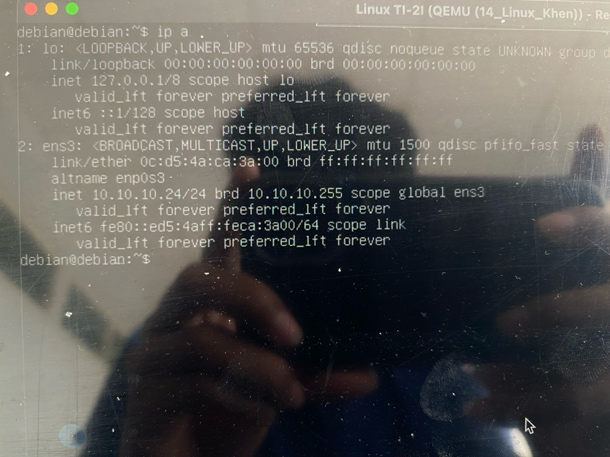 Linux T1-21 (QEMU (14_Linux_Khen)) -
debian@debian:~$ ip a
1: lo: <LOOPBACK,UP,LOWER_UP> mtu 65536 qdisc noqueue state UNKNOWN group
link/loopback 00:00:00:00:00:00 brd 00:00:00:00:00:00
inet 127.0.0.1/8 scope host lo
valid_lft forever preferred_lft forever
inet6 ::1/128 scope host
valid_lft forever preferred_lft forever
2: ens3: <BROADCAST,MULTICAST,UP,LOWER_UP> mtu 1500 qdisc pfifo_fast state
link/ether 0c:d5:4a:ca:3a:00 brd ff:ff:ff:ff:ff:ff
altname enp0s3
inet 10.10.10.24/24 brd 10.10.10.255 scope global ens3
valid_lft forever preferred_lft forever
inet6 fe80::ed5:4aff:feca:3a00/64 scope link
valid_lft forever preferred_lft forever
debian@debian:~$